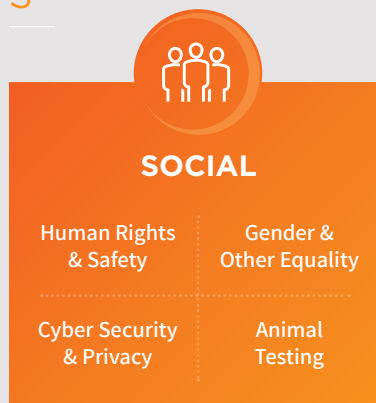 SOCIAL
Human Rights
& Safety
Gender &
Other Equality
Cyber Security
& Privacy
Animal
Testing